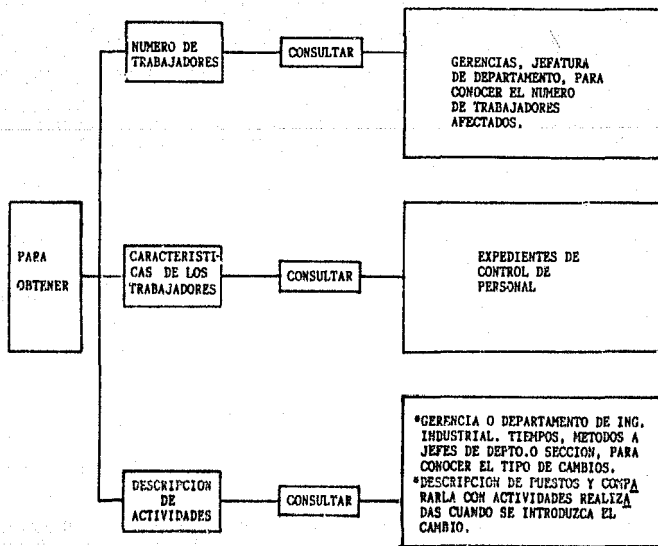 NUMERO DE
TRABAJADORES
CONSULTAR
GERENCIAS, JEFATURA
DE DEPARTAMENTO, PARA
CONOCER EL NUMERO
DE TRABAJADORES
AFECTADOS.
PARA
OBTENER
CARACTERISTI-
CAS DE LOS
TRABAJADORES
CONSULTAR
EXPEDIENTES DE
CONTROL DE
PERSONAL
DESCRIPCION
DE
ACTIVIDADES
CONSULTAR
*GERENCIA O DEPARTAMENTO DE ING.
INDUSTRIAL. TIEMPOS, METODOS A
JEFES DE DEPTO.O SECCION, PARA
CONOCER EL TIPO DE CAMBIOS.
*DESCRIPCION DE PUESTOS Y COMPA
RARLA CON ACTIVIDADES REALIZA
DAS CUANDO SE INTRODUZCA EL
CAMBIO.